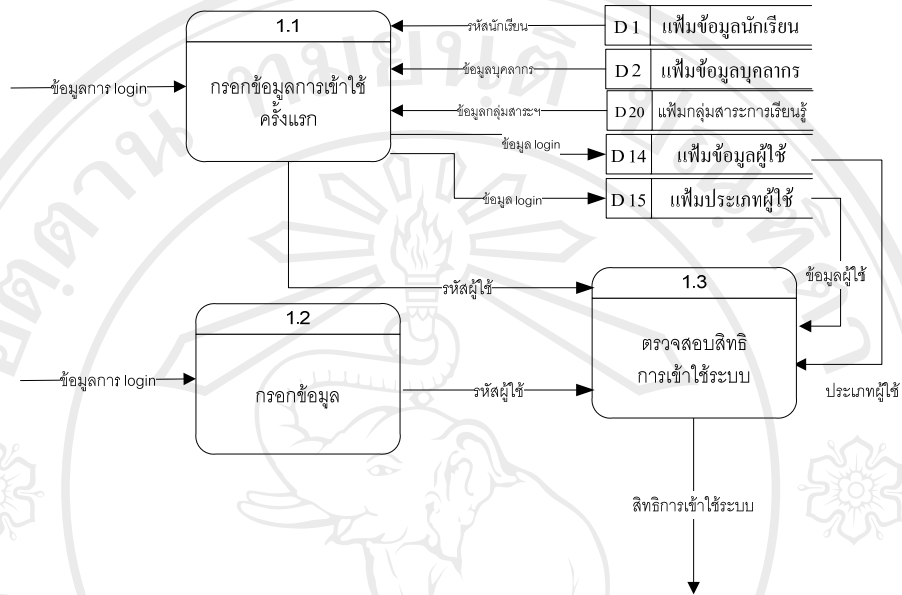 1.1
กรอกข้อมูลการเข้าใช้
ครั้งแรก
ข้อมูลการ login
รหัสนักเรียน
D 1 แฟ้มข้อมูลนักเรียน
ข้อมูลบุคลากร
D 2 แฟ้มข้อมูลบุคลากร
ข้อมูลกลุ่มสาระฯ
D 20 แฟ้มกลุ่มสาระการเรียนรู้
ข้อมูล login
D 14 แฟ้มข้อมูลผู้ใช้
ข้อมูล login
D 15 แฟ้มประเภทผู้ใช้
ข้อมูลผู้ใช้
รหัสผู้ใช้
1.3
ตรวจสอบสิทธิ
การเข้าใช้ระบบ
1.2
กรอกข้อมูล
ข้อมูลการ login
รหัสผู้ใช้
ประเภทผู้ใช้
สิทธิการเข้าใช้ระบบ